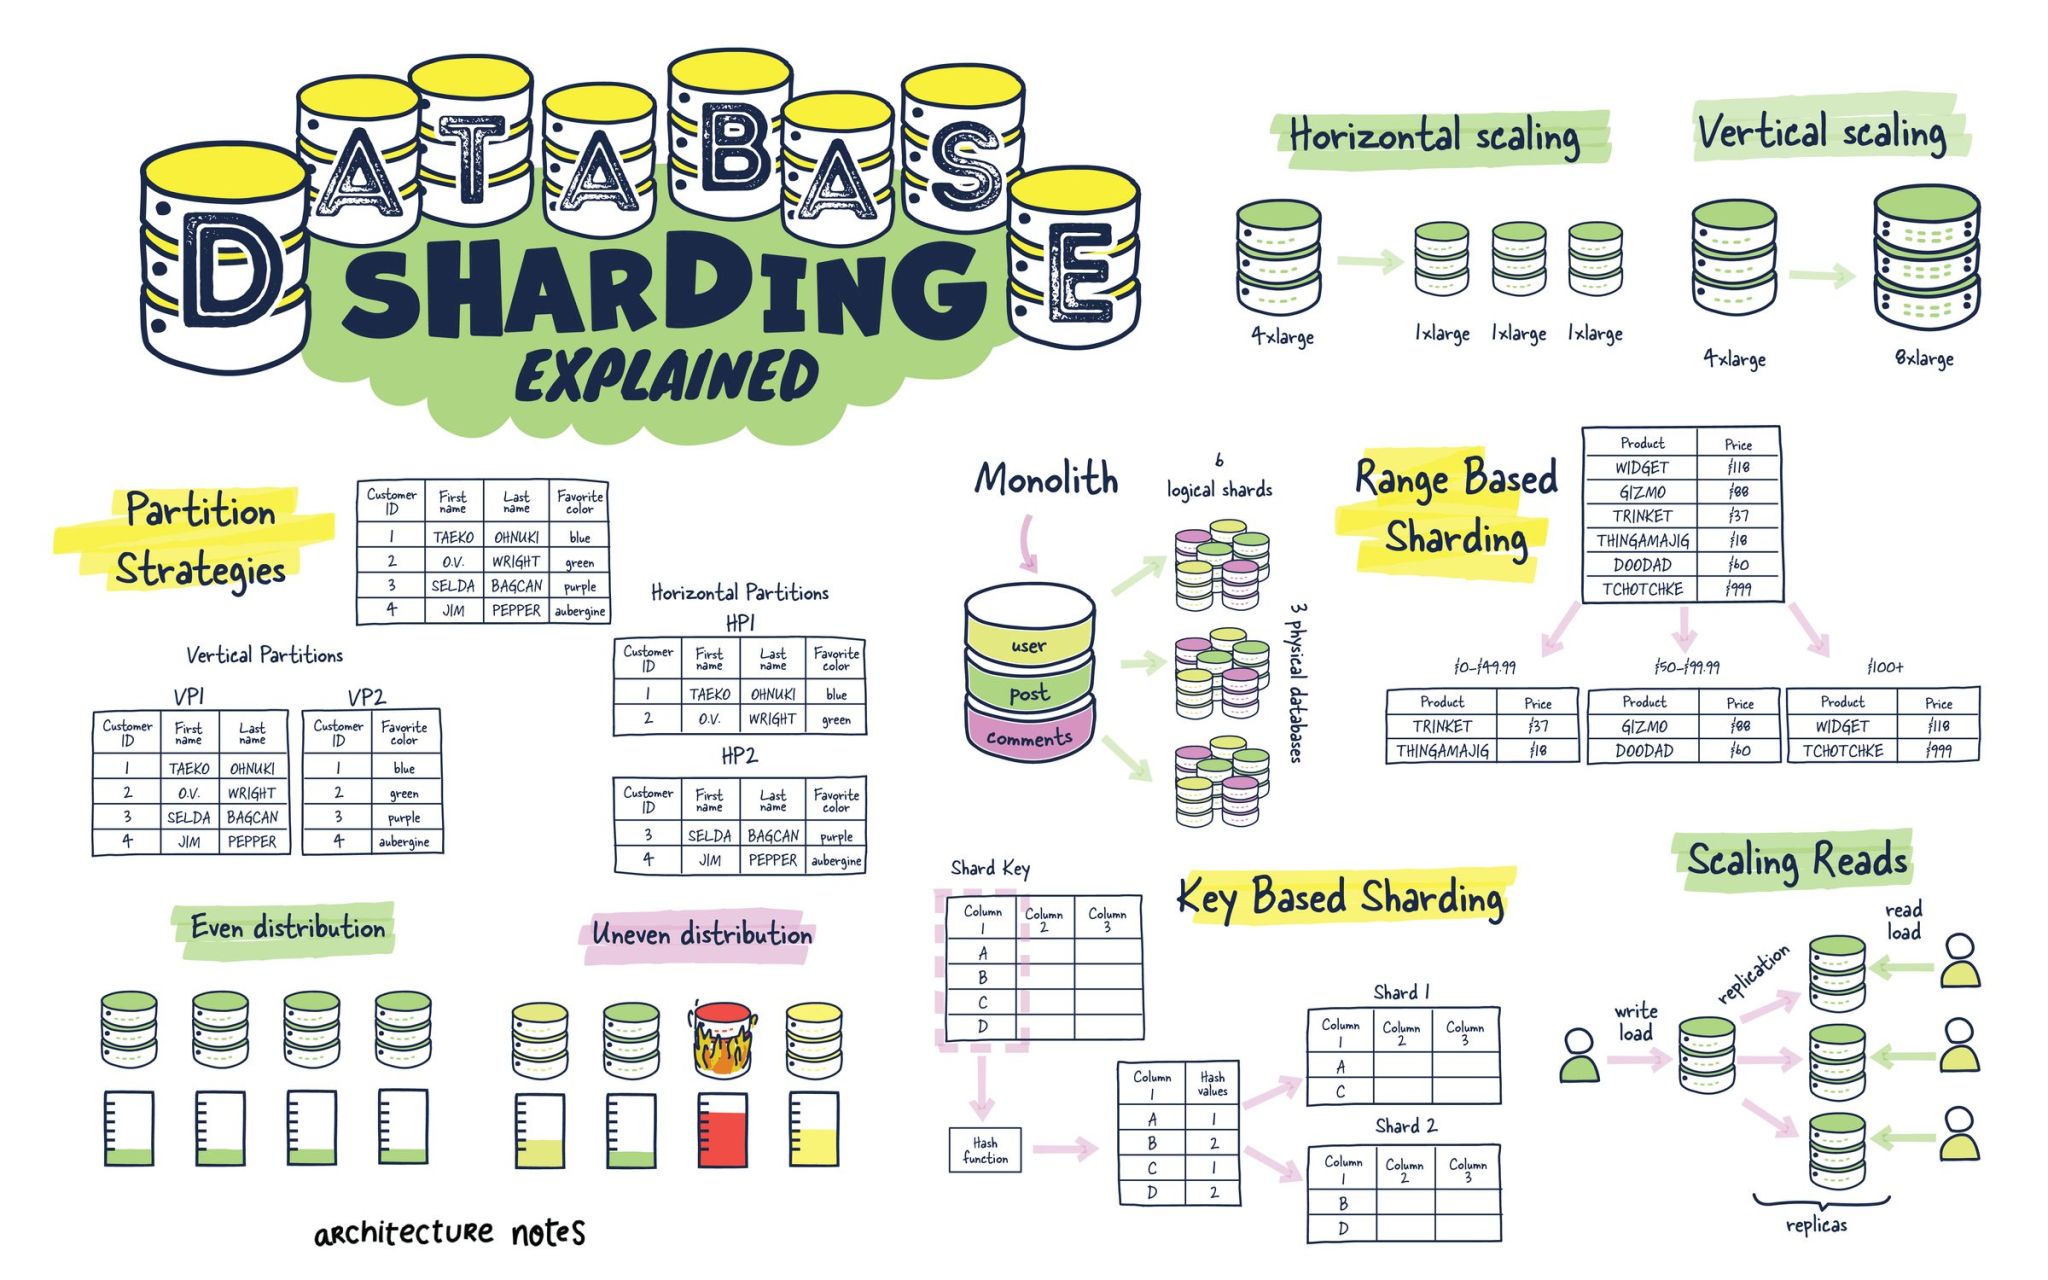 DATABASE
SHARDING
EXPLAINED
Horizontal scaling
4xlarge
1xlarge 1xlarge 1xlarge
Vertical scaling
4xlarge
8xlarge
Partition
Strategies
Customer ID First name Last name Favorite color
1 TAEKO OHNUKI blue
2 O.V. WRIGHT green
3 SELDA BAGCAN purple
4 JIM PEPPER aubergine
Vertical Partitions
VP1
Customer ID First name Last name
1 TAEKO OHNUKI
2 O.V. WRIGHT
3 SELDA BAGCAN
4 JIM PEPPER
VP2
Customer ID Favorite color
1 blue
2 green
3 purple
4 aubergine
Horizontal Partitions
HP1
Customer ID First name Last name Favorite color
1 TAEKO OHNUKI blue
2 O.V. WRIGHT green
HP2
Customer ID First name Last name Favorite color
3 SELDA BAGCAN purple
4 JIM PEPPER aubergine
Monolith
user
post
comments
6
logical shards
3 physical databases
Range Based
Sharding
Product Price
WIDGET $118
GIZMO $88
TRINKET $37
THINGAMAJIG $18
DOODAD $60
TCHOTCHKE $999
$0-$49.99
Product Price
TRINKET $37
THINGAMAJIG $18
$50-$99.99
Product Price
GIZMO $88
DOODAD $60
$100+
Product Price
WIDGET $118
TCHOTCHKE $999
Even distribution
Uneven distribution
Shard Key
Column 1 Column 2 Column 3
A
B
C
D
Key Based Sharding
Hash
function
Column 1 Hash values
A 1
B 2
C 1
D 2
Shard 1
Column 1 Column 2 Column 3
A
C
Shard 2
Column 1 Column 2 Column 3
B
D
Scaling Reads
write
load
replication
read
load
replicas
architecture notes